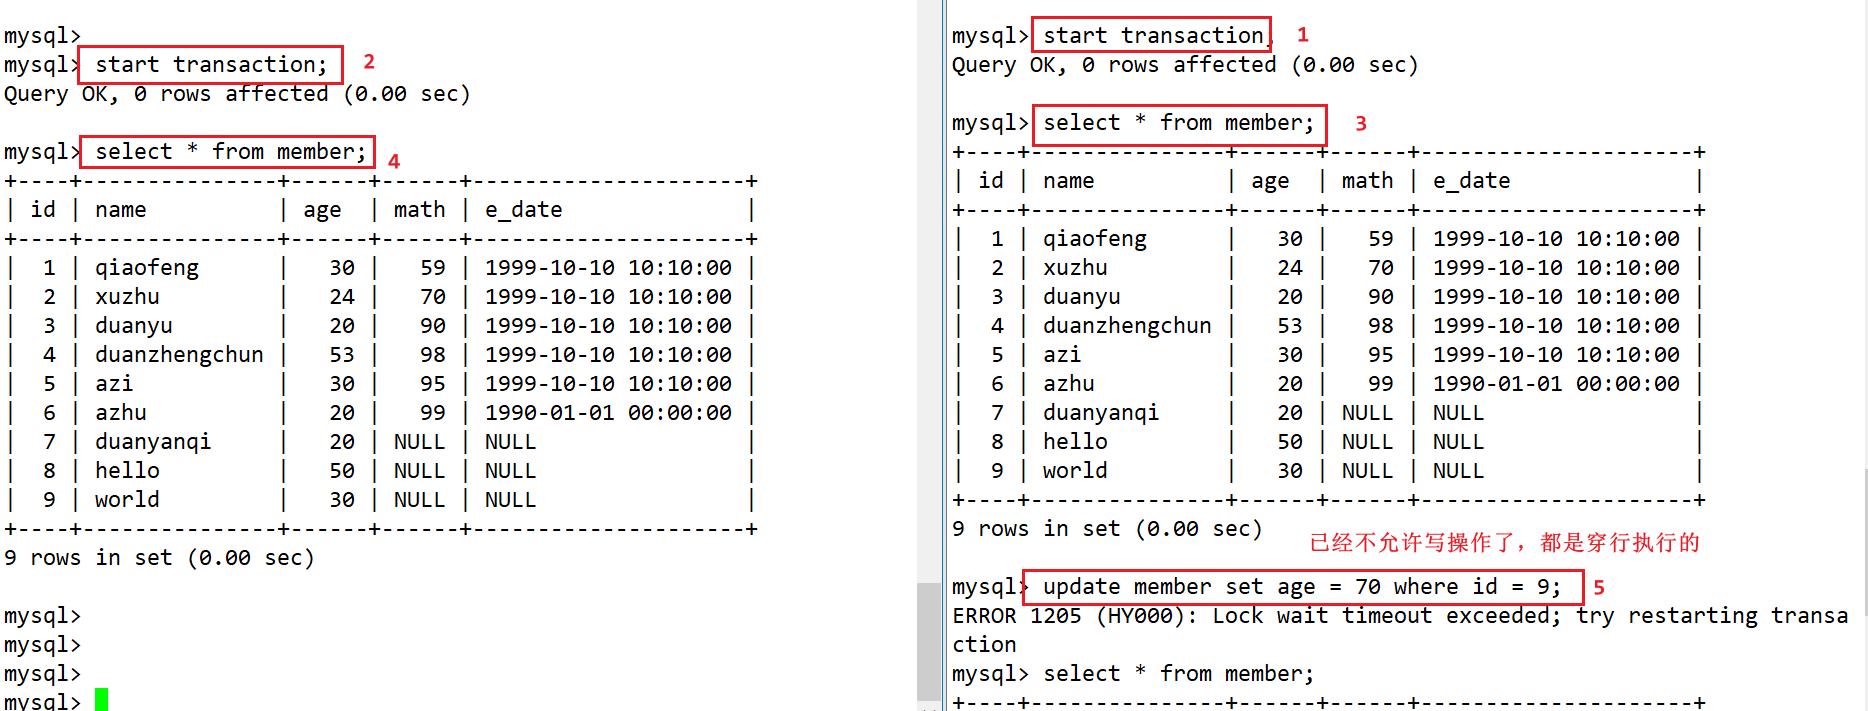 mysql>
mysql> start transaction; 2
Query OK, 0 rows affected (0.00 sec)
mysql> select * from member; 4
+----+---------------+------+------+---------------------+
| id | name          | age  | math | e_date              |
+----+---------------+------+------+---------------------+
|  1 | qiaofeng      |   30 |   59 | 1999-10-10 10:10:00 |
|  2 | xuzhu         |   24 |   70 | 1999-10-10 10:10:00 |
|  3 | duanyu        |   20 |   90 | 1999-10-10 10:10:00 |
|  4 | duanzhengchun |   53 |   98 | 1999-10-10 10:10:00 |
|  5 | azi           |   30 |   95 | 1999-10-10 10:10:00 |
|  6 | azhu          |   20 |   99 | 1990-01-01 00:00:00 |
|  7 | duanyanqi     |   20 | NULL | NULL                |
|  8 | hello         |   50 | NULL | NULL                |
|  9 | world         |   30 | NULL | NULL                |
+----+---------------+------+------+---------------------+
9 rows in set (0.00 sec)
mysql>
mysql>
mysql>
mysql>
mysql> start transaction; 1
Query OK, 0 rows affected (0.00 sec)
mysql> select * from member; 3
+----+---------------+------+------+---------------------+
| id | name          | age  | math | e_date              |
+----+---------------+------+------+---------------------+
|  1 | qiaofeng      |   30 |   59 | 1999-10-10 10:10:00 |
|  2 | xuzhu         |   24 |   70 | 1999-10-10 10:10:00 |
|  3 | duanyu        |   20 |   90 | 1999-10-10 10:10:00 |
|  4 | duanzhengchun |   53 |   98 | 1999-10-10 10:10:00 |
|  5 | azi           |   30 |   95 | 1999-10-10 10:10:00 |
|  6 | azhu          |   20 |   99 | 1990-01-01 00:00:00 |
|  7 | duanyanqi     |   20 | NULL | NULL                |
|  8 | hello         |   50 | NULL | NULL                |
|  9 | world         |   30 | NULL | NULL                |
+----+---------------+------+------+---------------------+
9 rows in set (0.00 sec)
已经不允许写操作了，都是穿行执行的
mysql> update member set age = 70 where id = 9; 5
ERROR 1205 (HY000): Lock wait timeout exceeded; try restarting transa
ction
mysql> select * from member;
+----+---------------+------+------+---------------------+